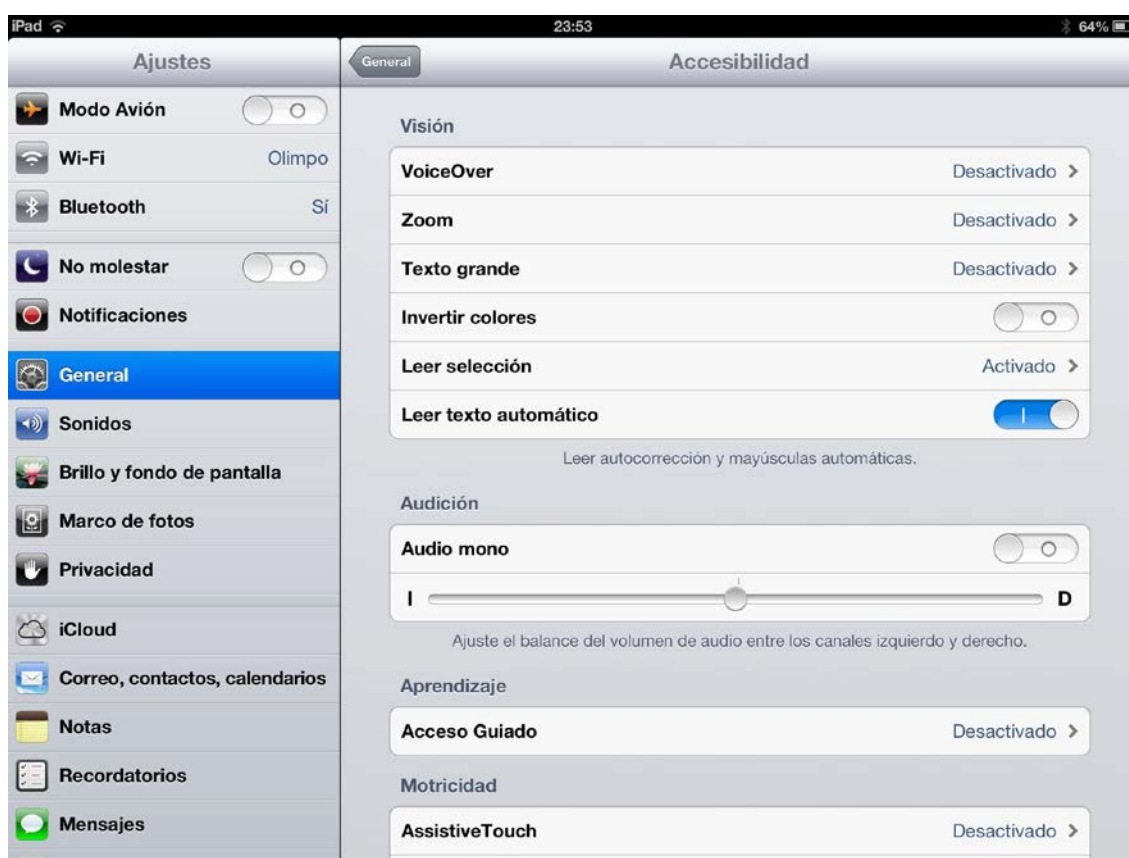 iPad 23:53 64%
Ajustes
Modo Avión
Wi-Fi Olimpo
Bluetooth Sí
No molestar
Notificaciones
General
Sonidos
Brillo y fondo de pantalla
Marco de fotos
Privacidad
iCloud
Correo, contactos, calendarios
Notas
Recordatorios
Mensajes
General Accesibilidad
Visión
VoiceOver Desactivado
Zoom Desactivado
Texto grande Desactivado
Invertir colores
Leer selección Activado
Leer texto automático
Leer autocorrección y mayúsculas automáticas.
Audición
Audio mono
I D
Ajuste el balance del volumen de audio entre los canales izquierdo y derecho.
Aprendizaje
Acceso Guiado Desactivado
Motricidad
AssistiveTouch Desactivado